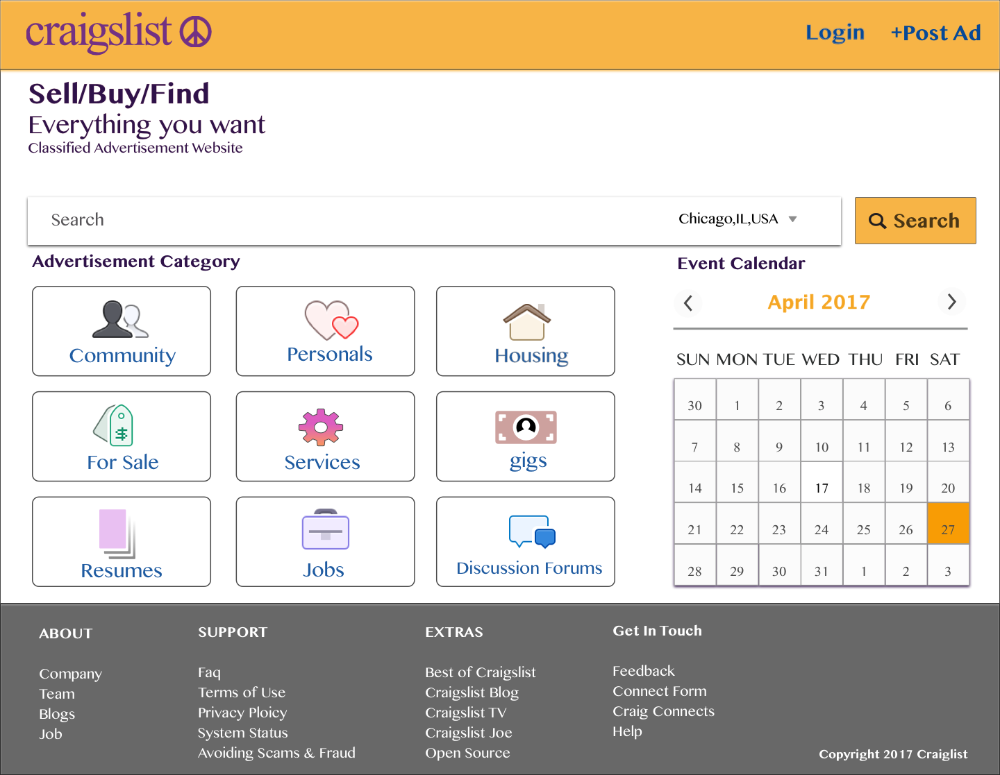 craigslist
Login +Post Ad
Sell/Buy/Find
Everything you want
Classified Advertisement Website
Search Chicago,IL,USA Search
Advertisement Category
Community Personals Housing
For Sale Services gigs
Resumes Jobs Discussion Forums
Event Calendar
April 2017
SUN MON TUE WED THU FRI SAT
30 1 2 3 4 5 6
7 8 9 10 11 12 13
14 15 16 17 18 19 20
21 22 23 24 25 26 27
28 29 30 31 1 2 3
ABOUT
Company
Team
Blogs
Job
SUPPORT
Faq
Terms of Use
Privacy Ploicy
System Status
Avoiding Scams & Fraud
EXTRAS
Best of Craigslist
Craigslist Blog
Craigslist TV
Craigslist Joe
Open Source
Get In Touch
Feedback
Connect Form
Craig Connects
Help
Copyright 2017 Craiglist